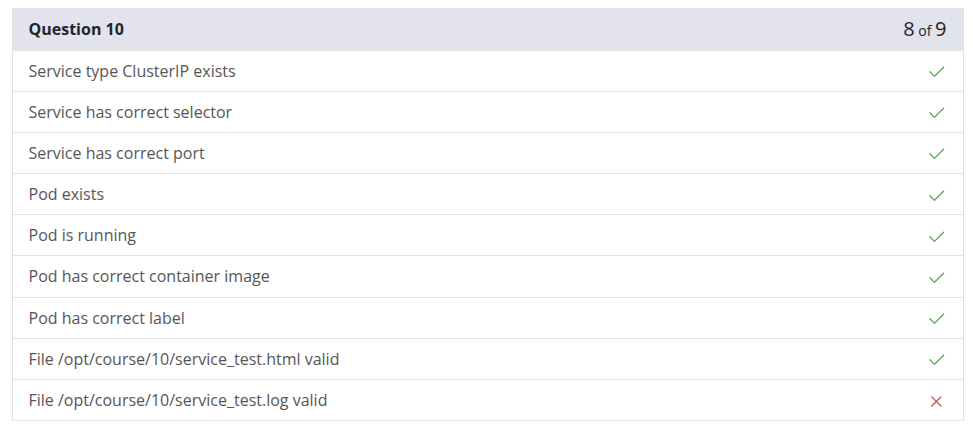 Question 10 8 of 9
Service type ClusterIP exists
Service has correct selector
Service has correct port
Pod exists
Pod is running
Pod has correct container image
Pod has correct label
File /opt/course/10/service_test.html valid
File /opt/course/10/service_test.log valid